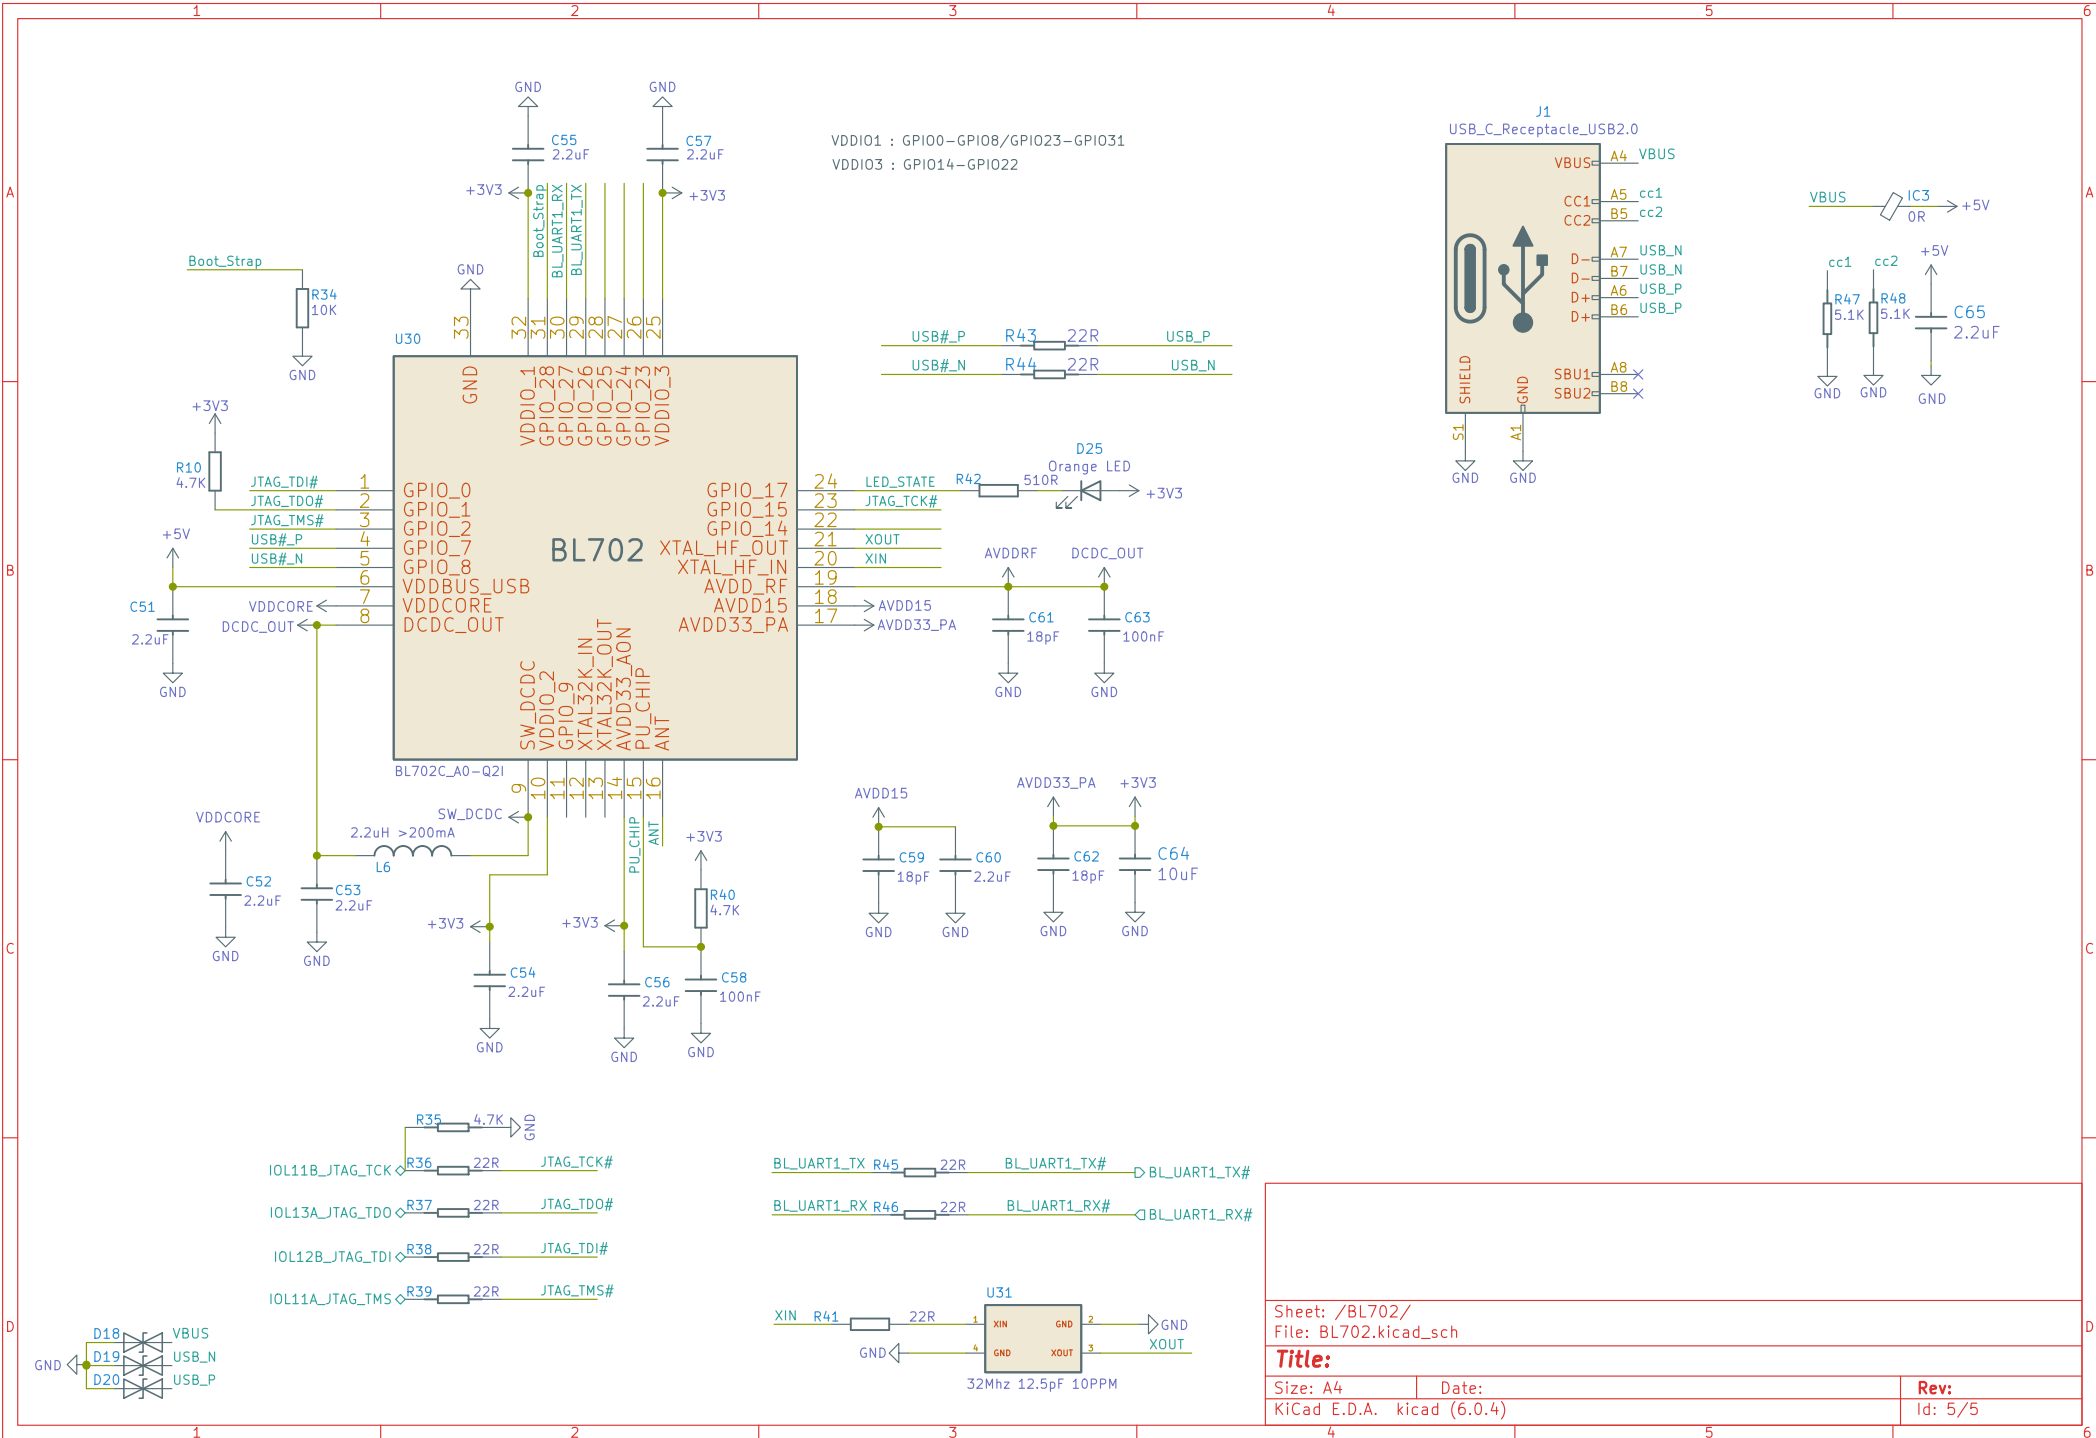 1 2 3 4 5 6
A
B
C
D
A
B
C
D
1 2 3 4 5 6
GND
C55
2.2uF
+3V3
GND
C57
2.2uF
+3V3
Boot_Strap
BL_UART1_RX
BL_UART1_TX
VDDIO1 : GPIO0-GPIO8/GPIO23-GPIO31
VDDIO3 : GPIO14-GPIO22
Boot_Strap
R34
10K
GND
GND
33
32
31
30
29
28
27
26
25
U30
GND
VDDIO_1
GPIO_28
GPIO_27
GPIO_26
GPIO_25
GPIO_24
GPIO_23
VDDIO_3
+3V3
R10
4.7K
JTAG_TDI# 1 GPIO_0
JTAG_TDO# 2 GPIO_1
JTAG_TMS# 3 GPIO_2
USB#_P 4 GPIO_7
USB#_N 5 GPIO_8
6 VDDBUS_USB
VDDCORE 7 VDDCORE
DCDC_OUT 8 DCDC_OUT
+5V
C51
2.2uF
GND
BL702
GPIO_17 24 LED_STATE
GPIO_15 23 JTAG_TCK#
GPIO_14 22
XTAL_HF_OUT 21 XOUT
XTAL_HF_IN 20 XIN
AVDD_RF 19
AVDD15 18 AVDD15
AVDD33_PA 17 AVDD33_PA
SW_DCDC
VDDIO_2
GPIO_9
XTAL32K_IN
XTAL32K_OUT
AVDD33_AON
PU_CHIP
ANT
BL702C_A0-Q2I
9
10
11
12
13
14
15
16
USB#_P R43 22R USB_P
USB#_N R44 22R USB_N
R42 510R
D25
Orange LED
+3V3
AVDDRF DCDC_OUT
C61
18pF
GND
C63
100nF
GND
J1
USB_C_Receptacle_USB2.0
VBUS A4 VBUS
CC1 A5 cc1
CC2 B5 cc2
D- A7 USB_N
D- B7 USB_N
D+ A6 USB_P
D+ B6 USB_P
SBU1 A8
SBU2 B8
SHIELD
GND
S1
A1
GND
GND
VBUS IC3 +5V
0R
cc1
R47
5.1K
GND
cc2
R48
5.1K
GND
+5V
C65
2.2uF
GND
SW_DCDC
2.2uH >200mA
L6
VDDCORE
C52
2.2uF
GND
C53
2.2uF
GND
+3V3
C54
2.2uF
GND
+3V3
C56
2.2uF
GND
PU_CHIP
ANT
+3V3
R40
4.7K
C58
100nF
GND
AVDD15
C59
18pF
GND
C60
2.2uF
GND
AVDD33_PA +3V3
C62
18pF
GND
C64
10uF
GND
R35 4.7K GND
IOL11B_JTAG_TCK R36 22R JTAG_TCK#
IOL13A_JTAG_TDO R37 22R JTAG_TDO#
IOL12B_JTAG_TDI R38 22R JTAG_TDI#
IOL11A_JTAG_TMS R39 22R JTAG_TMS#
BL_UART1_TX R45 22R BL_UART1_TX# BL_UART1_TX#
BL_UART1_RX R46 22R BL_UART1_RX# BL_UART1_RX#
U31
XIN R41 22R 1 XIN GND 2 GND
GND 4 GND XOUT 3 XOUT
32Mhz 12.5pF 10PPM
GND
D18 VBUS
D19 USB_N
D20 USB_P
Sheet: /BL702/
File: BL702.kicad_sch
Title:
Size: A4 Date: Rev:
KiCad E.D.A. kicad (6.0.4) Id: 5/5